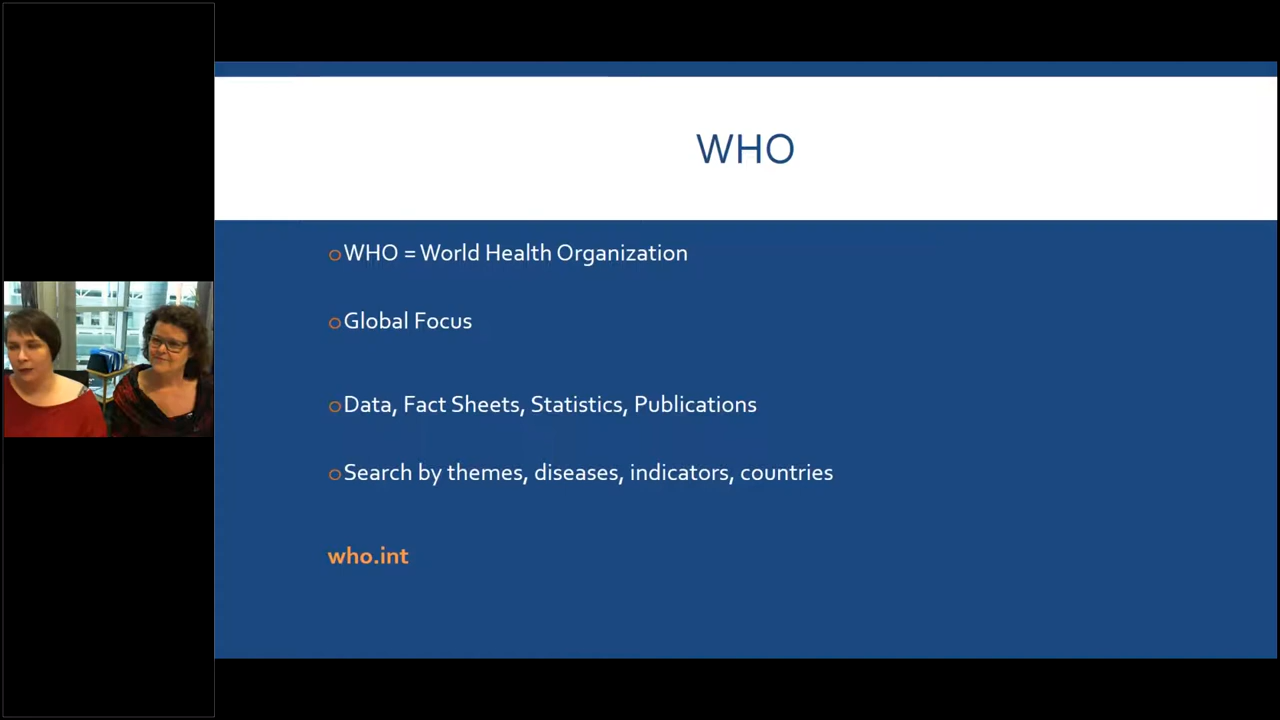 WHO
WHO = World Health Organization
Global Focus
Data, Fact Sheets, Statistics, Publications
Search by themes, diseases, indicators, countries
who.int